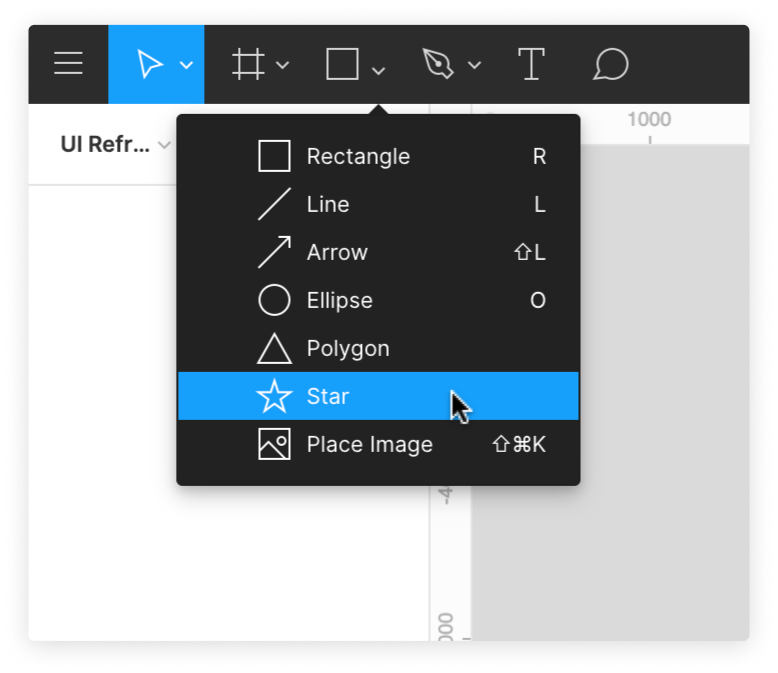 1000
UI Refr...
Rectangle R
Line L
Arrow ⇧L
Ellipse O
Polygon
Star
Place Image ⇧⌘K
-4
000